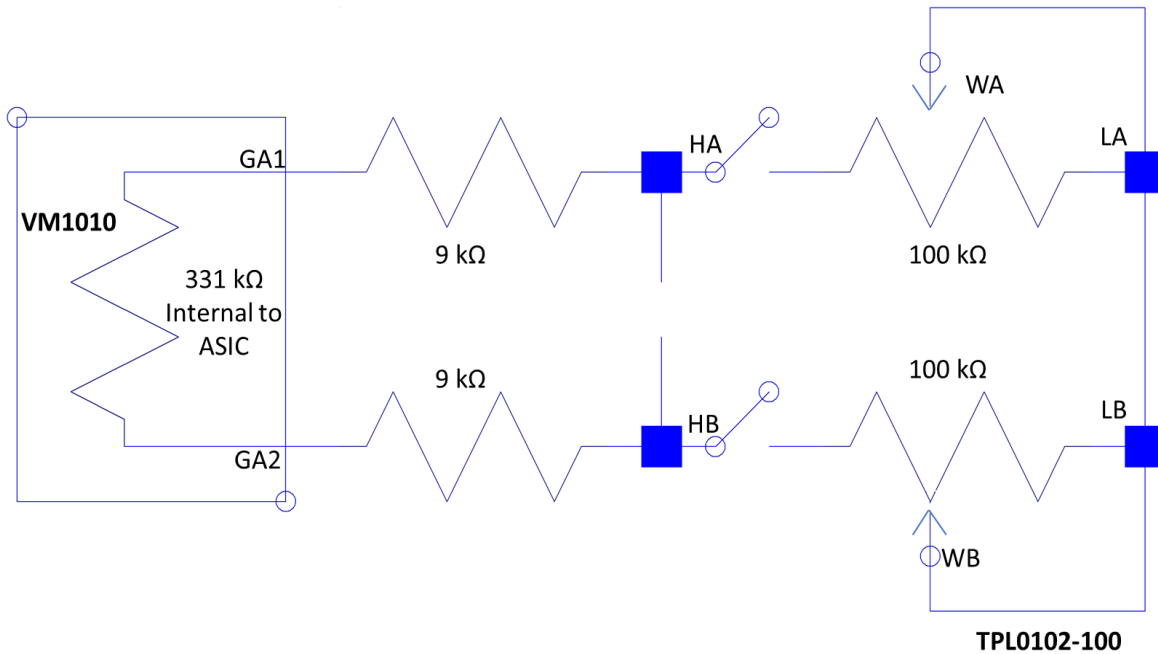 WA
HA
LA
GA1
VM1010
9 kΩ
100 kΩ
331 kΩ
Internal to
ASIC
9 kΩ
100 kΩ
HB
LB
GA2
WB
TPL0102-100